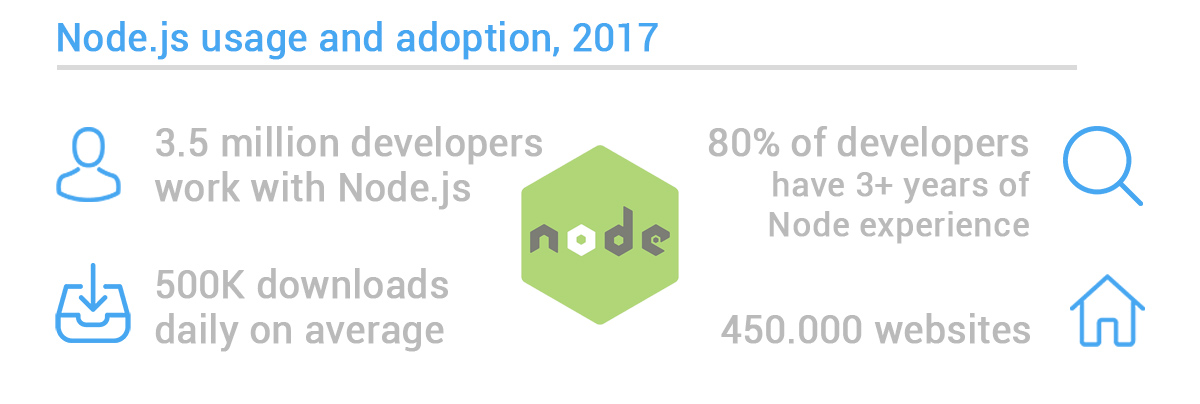 Node.js usage and adoption, 2017
3.5 million developers
work with Node.js
500K downloads
daily on average
node
80% of developers
have 3+ years of
Node experience
450.000 websites